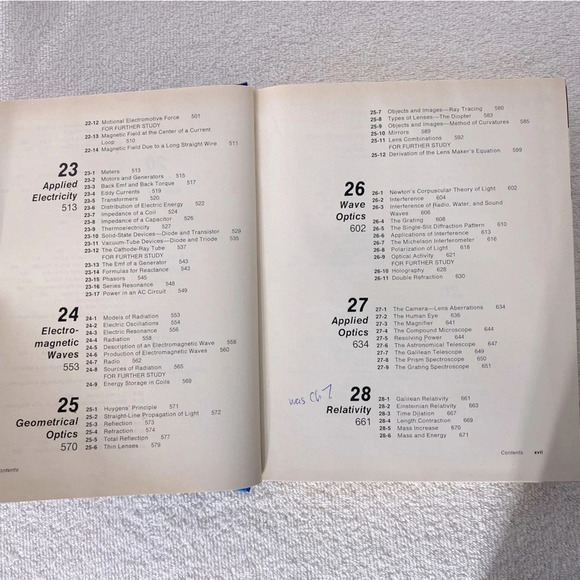 22-12 Motional Electromotive Force 501
FOR FURTHER STUDY
22-13 Magnetic Field at the Center of a Current
Loop 510
22-14 Magnetic Field Due to a Long Straight Wire 511
23
Applied
Electricity
513
23-1 Meters 513
23-2 Motors and Generators 515
23-3 Back Emf and Back Torque 517
23-4 Eddy Currents 519
23-5 Transformers 520
23-6 Distribution of Electric Energy 522
23-7 Impedance of a Coil 524
23-8 Impedance of a Capacitor 526
23-9 Thermoelectricity 527
23-10 Solid-State Devices—Diode and Transistor 529
23-11 Vacuum-Tube Devices—Diode and Triode 535
23-12 The Cathode-Ray Tube 537
FOR FURTHER STUDY
23-13 The Emf of a Generator 543
23-14 Formulas for Reactance 543
23-15 Phasors 545
23-16 Series Resonance 548
23-17 Power in an AC Circuit 549
24
Electro-
magnetic
Waves
553
24-1 Models of Radiation 553
24-2 Electric Oscillations 554
24-3 Electric Resonance 556
24-4 Radiation 558
24-5 Description of an Electromagnetic Wave 558
24-6 Production of Electromagnetic Waves 560
24-7 Radio 562
24-8 Sources of Radiation 565
FOR FURTHER STUDY
24-9 Energy Storage in Coils 569
25
Geometrical
Optics
570
25-1 Huygens' Principle 571
25-2 Straight-Line Propagation of Light 572
25-3 Reflection 573
25-4 Refraction 574
25-5 Total Reflection 577
25-6 Thin Lenses 579
Contents
25-7 Objects and Images—Ray Tracing 580
25-8 Types of Lenses—The Diopter 583
25-9 Objects and Images—Method of Curvatures 585
25-10 Mirrors 589
25-11 Lens Combinations 592
FOR FURTHER STUDY
25-12 Derivation of the Lens Maker's Equation 599
26
Wave
Optics
602
26-1 Newton's Corpuscular Theory of Light 602
26-2 Interference 604
26-3 Interference of Radio, Water, and Sound
Waves 606
26-4 The Grating 608
26-5 The Single-Slit Diffraction Pattern 610
26-6 Applications of Interference 613
26-7 The Michelson Interferometer 616
26-8 Polarization of Light 616
26-9 Optical Activity 621
FOR FURTHER STUDY
26-10 Holography 628
26-11 Double Refraction 630
27
Applied
Optics
634
27-1 The Camera—Lens Aberrations 634
27-2 The Human Eye 636
27-3 The Magnifier 641
27-4 The Compound Microscope 644
27-5 Resolving Power 644
27-6 The Astronomical Telescope 647
27-7 The Galilean Telescope 649
27-8 The Prism Spectroscope 650
27-9 The Grating Spectroscope 651
was Ch 7
28
Relativity
661
28-1 Galilean Relativity 661
28-2 Einsteinian Relativity 663
28-3 Time Dilation 667
28-4 Length Contraction 669
28-5 Mass Increase 670
28-6 Mass and Energy 671
Contents xvii